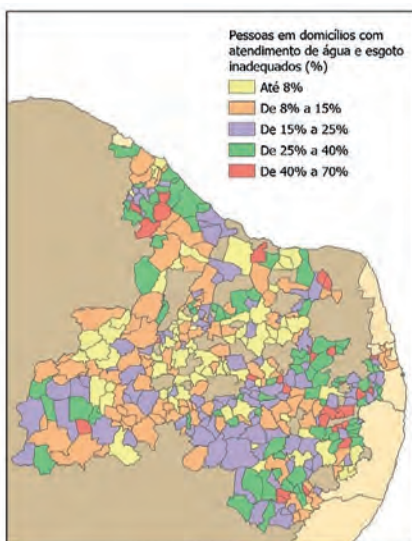 Pessoas em domicílios com
atendimento de água e esgoto
inadequados (%)
Até 8%
De 8% a 15%
De 15% a 25%
De 25% a 40%
De 40% a 70%